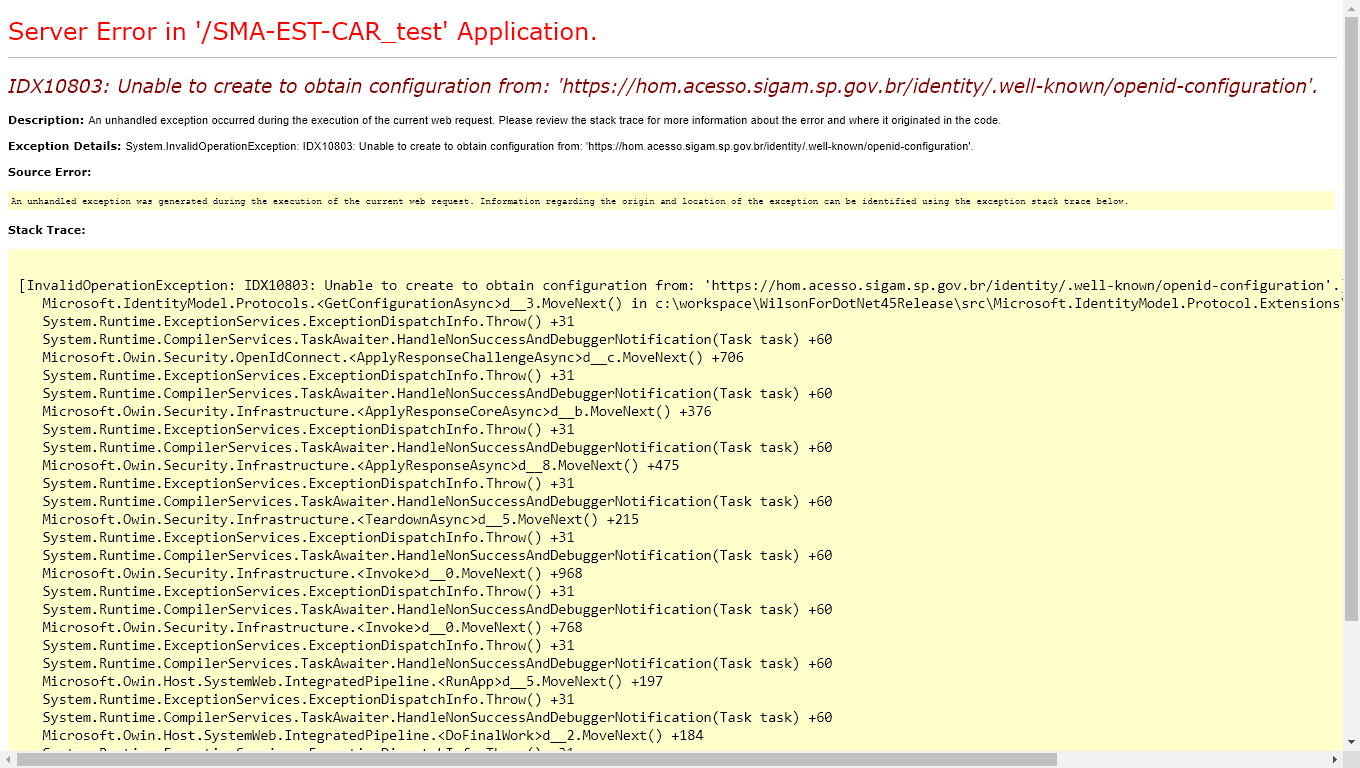 Server Error in '/SMA-EST-CAR_test' Application.
IDX10803: Unable to create to obtain configuration from: 'https://hom.acesso.sigam.sp.gov.br/identity/.well-known/openid-configuration'.
Description: An unhandled exception occurred during the execution of the current web request. Please review the stack trace for more information about the error and where it originated in the code.
Exception Details: System.InvalidOperationException: IDX10803: Unable to create to obtain configuration from: 'https://hom.acesso.sigam.sp.gov.br/identity/.well-known/openid-configuration'.
Source Error:
An unhandled exception was generated during the execution of the current web request. Information regarding the origin and location of the exception can be identified using the exception stack trace below.
Stack Trace:
[InvalidOperationException: IDX10803: Unable to create to obtain configuration from: 'https://hom.acesso.sigam.sp.gov.br/identity/.well-known/openid-configuration'.]
Microsoft.IdentityModel.Protocols.<GetConfigurationAsync>d__3.MoveNext() in c:\workspace\WilsonForDotNet45Release\src\Microsoft.IdentityModel.Protocol.Extensions\
System.Runtime.ExceptionServices.ExceptionDispatchInfo.Throw() +31
System.Runtime.CompilerServices.TaskAwaiter.HandleNonSuccessAndDebuggerNotification(Task task) +60
Microsoft.Owin.Security.OpenIdConnect.<ApplyResponseChallengeAsync>d__c.MoveNext() +706
System.Runtime.ExceptionServices.ExceptionDispatchInfo.Throw() +31
System.Runtime.CompilerServices.TaskAwaiter.HandleNonSuccessAndDebuggerNotification(Task task) +60
Microsoft.Owin.Security.Infrastructure.<ApplyResponseCoreAsync>d__b.MoveNext() +376
System.Runtime.ExceptionServices.ExceptionDispatchInfo.Throw() +31
System.Runtime.CompilerServices.TaskAwaiter.HandleNonSuccessAndDebuggerNotification(Task task) +60
Microsoft.Owin.Security.Infrastructure.<ApplyResponseAsync>d__8.MoveNext() +475
System.Runtime.ExceptionServices.ExceptionDispatchInfo.Throw() +31
System.Runtime.CompilerServices.TaskAwaiter.HandleNonSuccessAndDebuggerNotification(Task task) +60
Microsoft.Owin.Security.Infrastructure.<TeardownAsync>d__5.MoveNext() +215
System.Runtime.ExceptionServices.ExceptionDispatchInfo.Throw() +31
System.Runtime.CompilerServices.TaskAwaiter.HandleNonSuccessAndDebuggerNotification(Task task) +60
Microsoft.Owin.Security.Infrastructure.<Invoke>d__0.MoveNext() +968
System.Runtime.ExceptionServices.ExceptionDispatchInfo.Throw() +31
System.Runtime.CompilerServices.TaskAwaiter.HandleNonSuccessAndDebuggerNotification(Task task) +60
Microsoft.Owin.Security.Infrastructure.<Invoke>d__0.MoveNext() +768
System.Runtime.ExceptionServices.ExceptionDispatchInfo.Throw() +31
System.Runtime.CompilerServices.TaskAwaiter.HandleNonSuccessAndDebuggerNotification(Task task) +60
Microsoft.Owin.Host.SystemWeb.IntegratedPipeline.<RunApp>d__5.MoveNext() +197
System.Runtime.ExceptionServices.ExceptionDispatchInfo.Throw() +31
System.Runtime.CompilerServices.TaskAwaiter.HandleNonSuccessAndDebuggerNotification(Task task) +60
Microsoft.Owin.Host.SystemWeb.IntegratedPipeline.<DoFinalWork>d__2.MoveNext() +184
System.Runtime.ExceptionServices.ExceptionDispatchInfo.Throw() +31